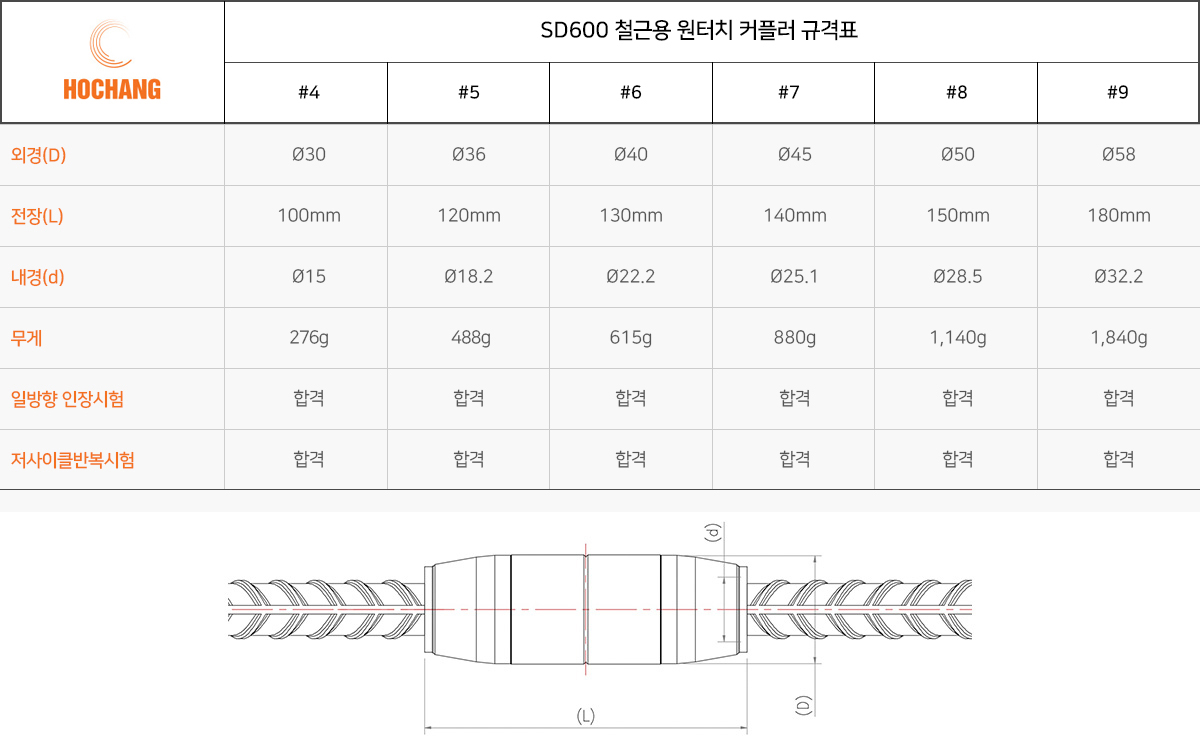 HOCHANG
SD600 철근용 원터치 커플러 규격표
#4 #5 #6 #7 #8 #9
외경(D) Ø30 Ø36 Ø40 Ø45 Ø50 Ø58
전장(L) 100mm 120mm 130mm 140mm 150mm 180mm
내경(d) Ø15 Ø18.2 Ø22.2 Ø25.1 Ø28.5 Ø32.2
무게 276g 488g 615g 880g 1,140g 1,840g
일방향 인장시험 합격 합격 합격 합격 합격 합격
저사이클반복시험 합격 합격 합격 합격 합격 합격
(d)
(D)
(L)